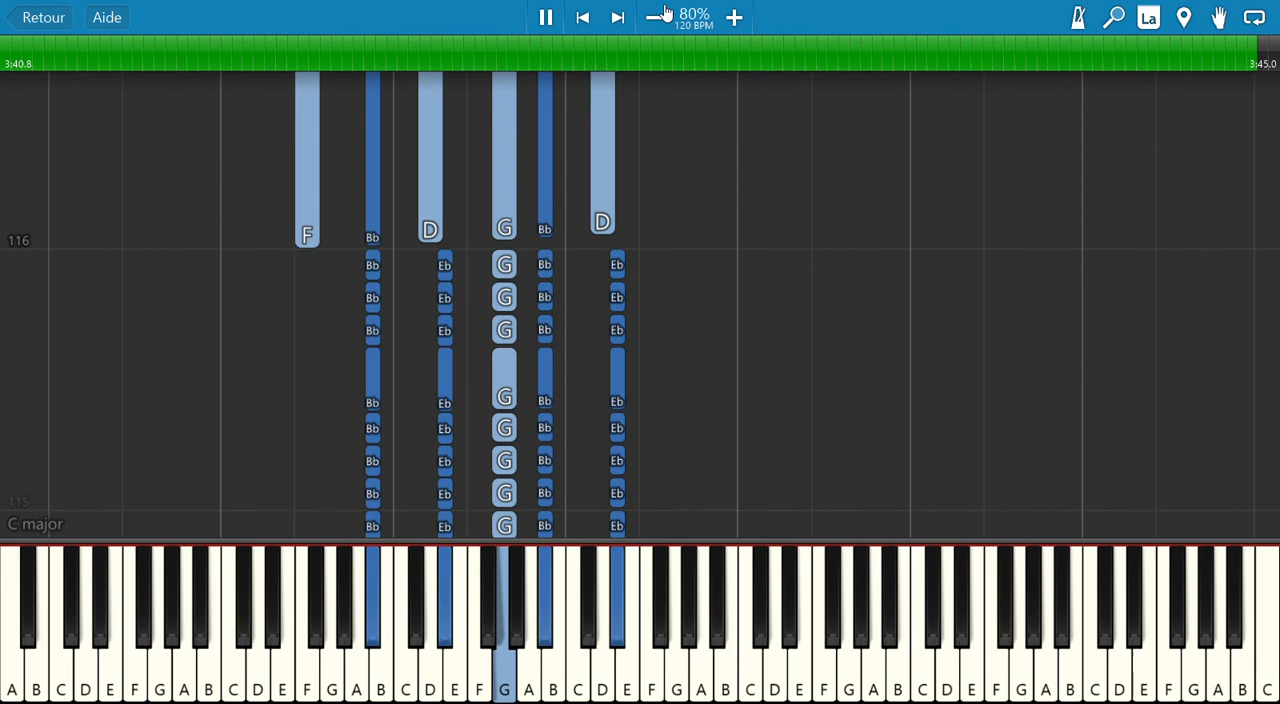 Retour Aide 80% La
120 BPM
3:40.8 3:45.0
D
F D G Bb
116 Bb
Bb Eb G Bb Eb
Bb Eb G Bb Eb
Bb Eb G Bb Eb
Bb Eb G Bb Eb
Bb Eb G Bb Eb
Bb Eb G Bb Eb
115 Bb Eb G Bb Eb
C major Bb Eb G Bb Eb
A B C D E F G A B C D E F G A B C D E F G A B C D E F G A B C D E F G A B C D E F G A B C D E F G A B C